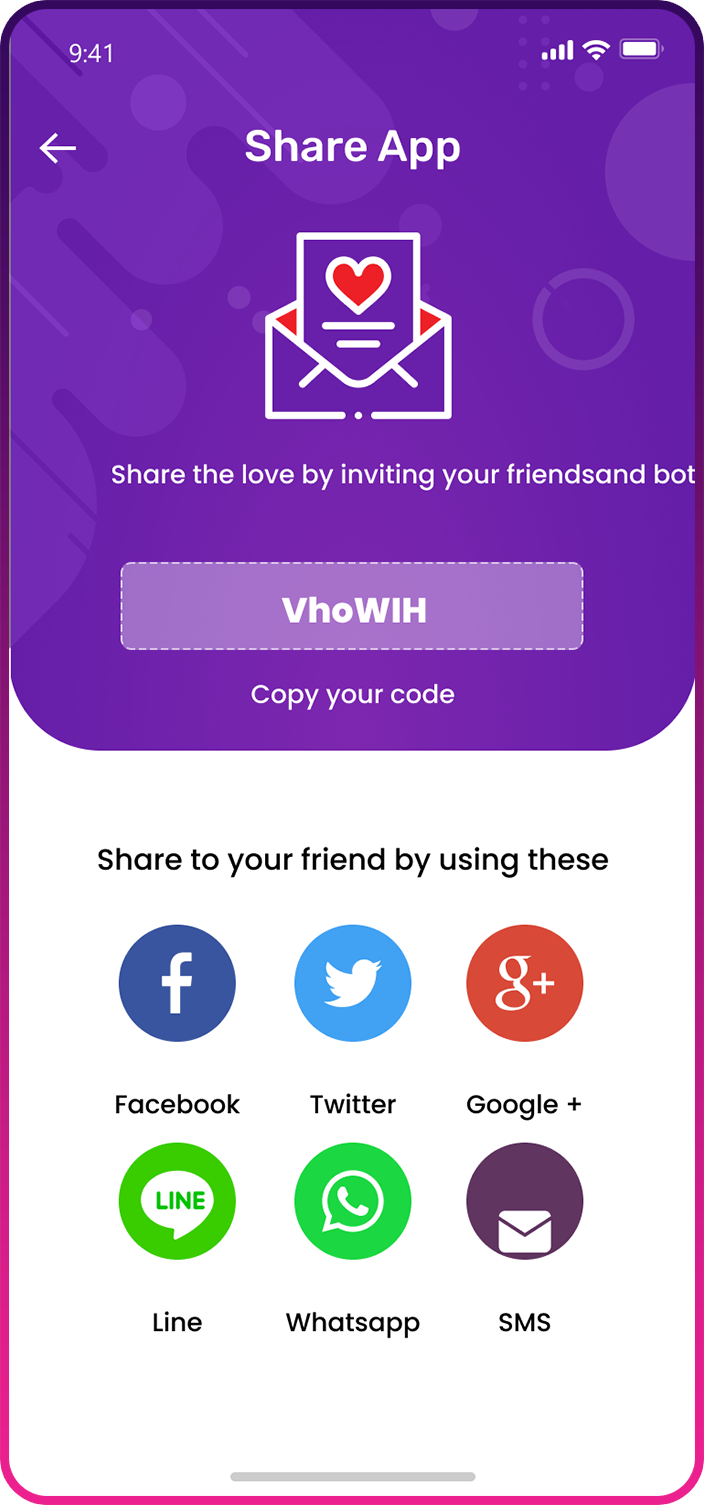 9:41
Share App
Share the love by inviting your friendsand bot
VhoWIH
Copy your code
Share to your friend by using these
f
g+
Facebook
Twitter
Google +
LINE
Line
Whatsapp
SMS